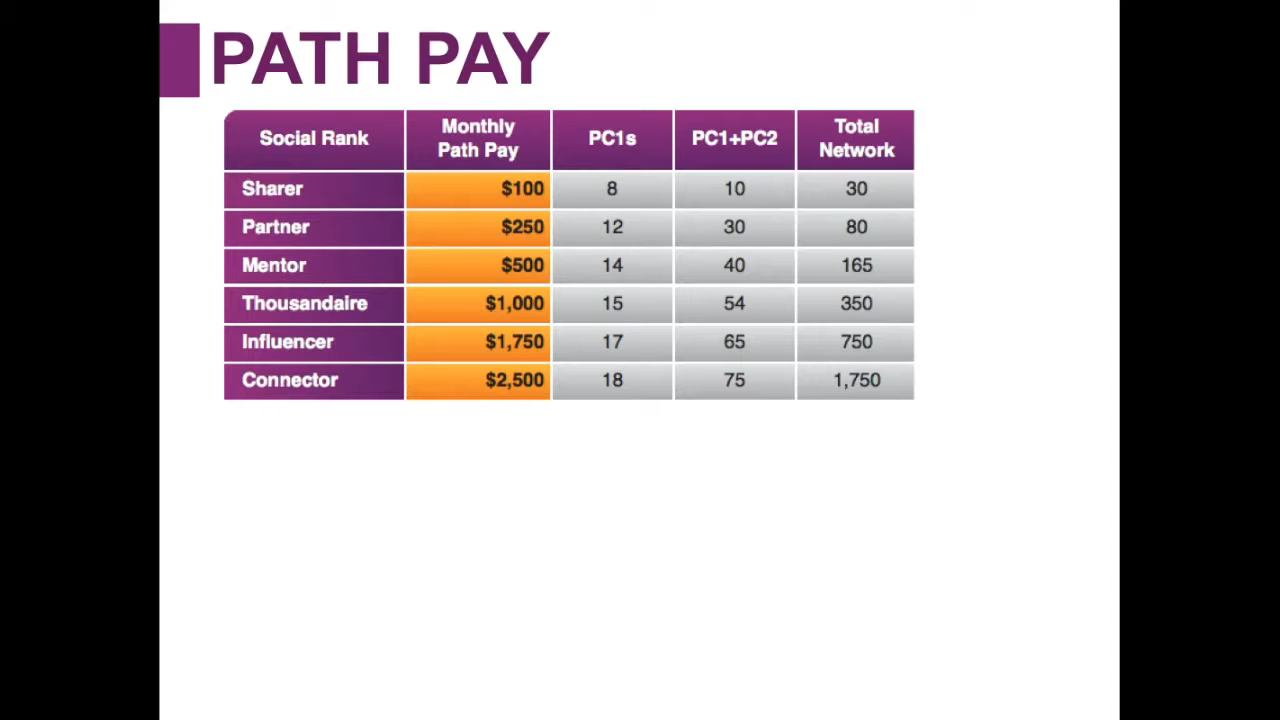 PATH PAY
Social Rank Monthly Path Pay PC1s PC1+PC2 Total Network
Sharer $100 8 10 30
Partner $250 12 30 80
Mentor $500 14 40 165
Thousandaire $1,000 15 54 350
Influencer $1,750 17 65 750
Connector $2,500 18 75 1,750